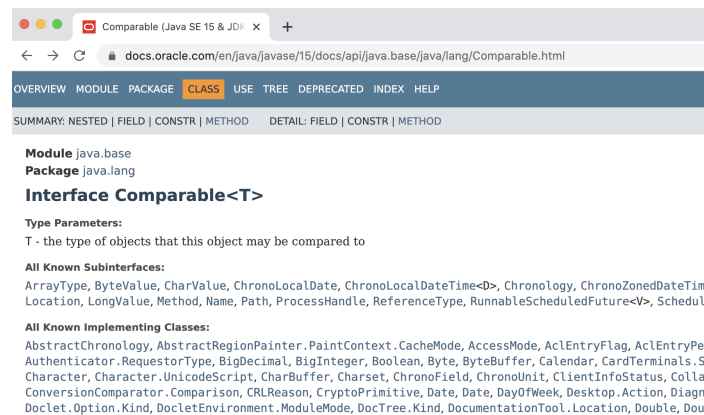 Comparable (Java SE 15 & JDK
docs.oracle.com/en/java/javase/15/docs/api/java.base/java/lang/Comparable.html
OVERVIEW MODULE PACKAGE CLASS USE TREE DEPRECATED INDEX HELP
SUMMARY: NESTED | FIELD | CONSTR | METHOD DETAIL: FIELD | CONSTR | METHOD
Module java.base
Package java.lang
Interface Comparable<T>
Type Parameters:
T - the type of objects that this object may be compared to
All Known Subinterfaces:
ArrayType, ByteValue, CharValue, ChronoLocalDate, ChronoLocalDateTime<D>, Chronology, ChronoZonedDateTim
Location, LongValue, Method, Name, Path, ProcessHandle, ReferenceType, RunnableScheduledFuture<V>, Schedul
All Known Implementing Classes:
AbstractChronology, AbstractRegionPainter.PaintContext.CacheMode, AccessMode, AclEntryFlag, AclEntryPe
Authenticator.RequestorType, BigDecimal, BigInteger, Boolean, Byte, ByteBuffer, Calendar, CardTerminals.S
Character, Character.UnicodeScript, CharBuffer, Charset, ChronoField, ChronoUnit, ClientInfoStatus, Colla
ConversionComparator.Comparison, CRLReason, CryptoPrimitive, Date, Date, DayOfWeek, Desktop.Action, Diagn
Doclet.Option.Kind, DocletEnvironment.ModuleMode, DocTree.Kind, DocumentationTool.Location, Double, Dou